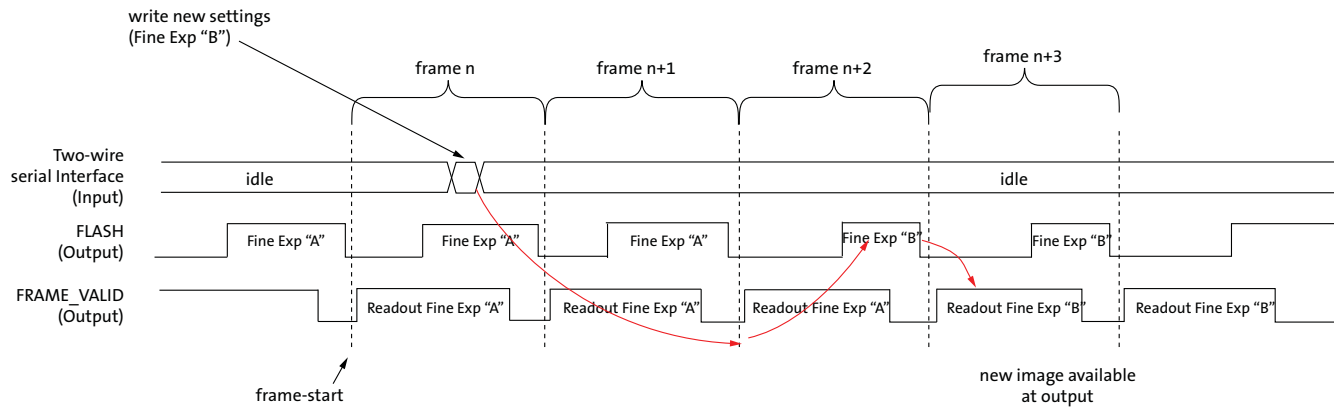 write new settings
(Fine Exp “B”)
frame n
frame n+1
frame n+2
frame n+3
Two-wire
serial Interface
(Input)
idle
idle
FLASH
(Output)
Fine Exp “A”
Fine Exp “A”
Fine Exp “A”
Fine Exp “B”
Fine Exp “B”
FRAME_VALID
(Output)
Readout Fine Exp “A”
Readout Fine Exp “A”
Readout Fine Exp “A”
Readout Fine Exp “B”
Readout Fine Exp “B”
frame-start
new image available
at output